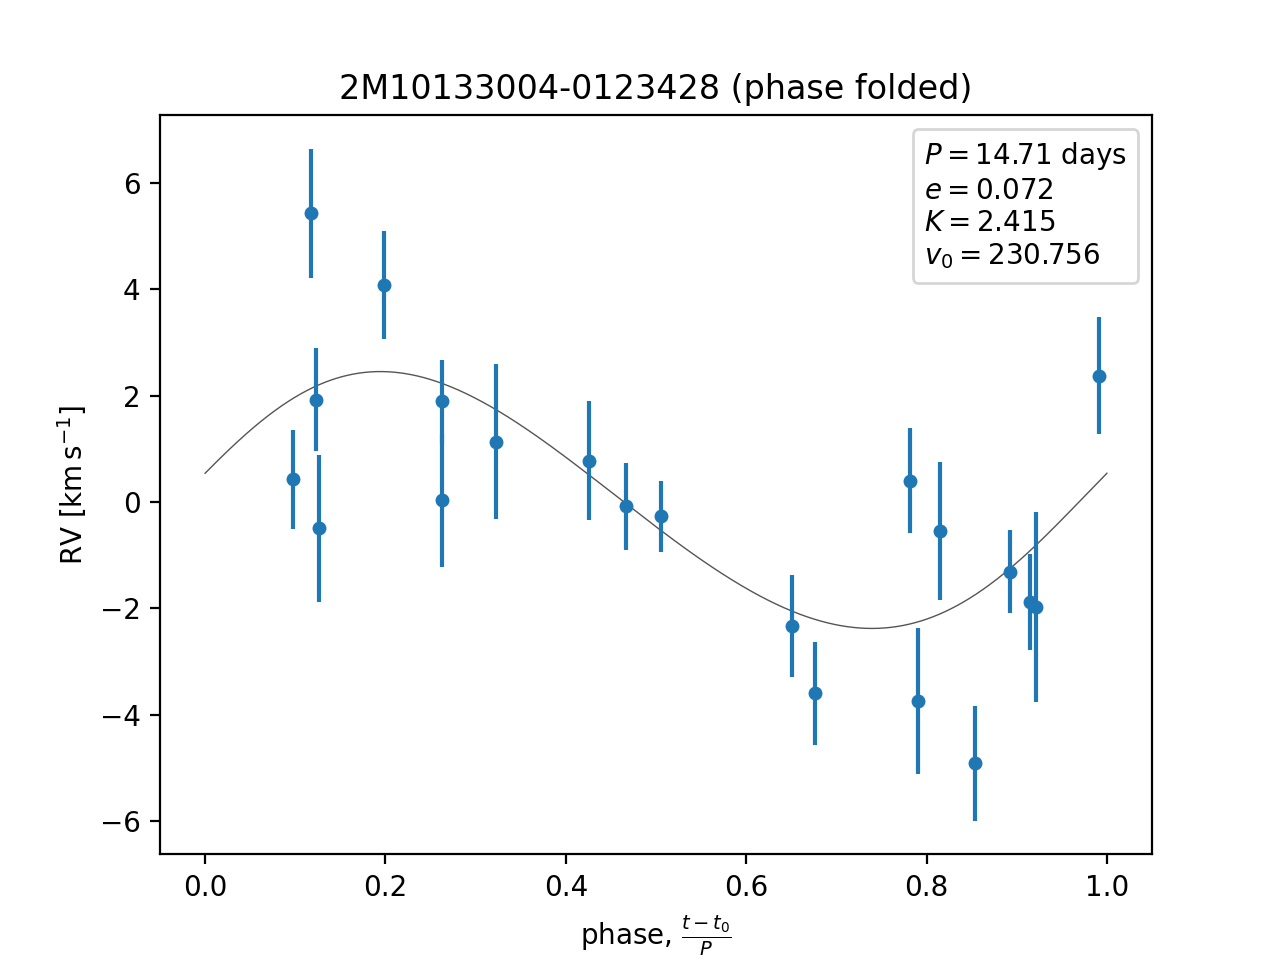 2M10133004-0123428 (phase folded)
P = 14.71 days
e = 0.072
K = 2.415
v₀ = 230.756
RV [km s⁻¹]
6
4
2
0
−2
−4
−6
0.0 0.2 0.4 0.6 0.8 1.0
phase, (t − t₀)/P